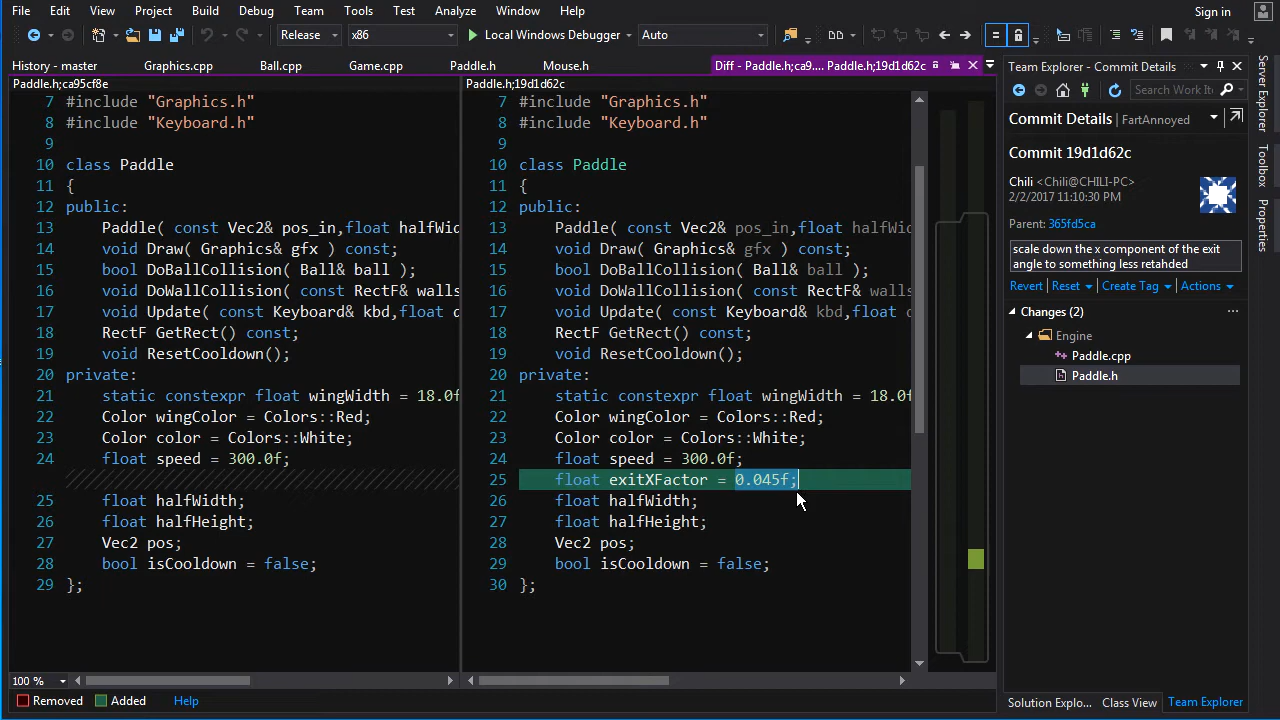 File Edit View Project Build Debug Team Tools Test Analyze Window Help Sign in
Release x86 Local Windows Debugger Auto
History - master Graphics.cpp Ball.cpp Game.cpp Paddle.h Mouse.h Diff - Paddle.h;ca9.... Paddle.h;19d1d62c
Paddle.h;ca95cf8e
7 #include "Graphics.h"
8 #include "Keyboard.h"
9
10 class Paddle
11 {
12 public:
13 Paddle( const Vec2& pos_in,float halfWid
14 void Draw( Graphics& gfx ) const;
15 bool DoBallCollision( Ball& ball );
16 void DoWallCollision( const RectF& walls
17 void Update( const Keyboard& kbd,float d
18 RectF GetRect() const;
19 void ResetCooldown();
20 private:
21 static constexpr float wingWidth = 18.0f
22 Color wingColor = Colors::Red;
23 Color color = Colors::White;
24 float speed = 300.0f;
25 float halfWidth;
26 float halfHeight;
27 Vec2 pos;
28 bool isCooldown = false;
29 };
Paddle.h;19d1d62c
7 #include "Graphics.h"
8 #include "Keyboard.h"
9
10 class Paddle
11 {
12 public:
13 Paddle( const Vec2& pos_in,float halfWid
14 void Draw( Graphics& gfx ) const;
15 bool DoBallCollision( Ball& ball );
16 void DoWallCollision( const RectF& walls
17 void Update( const Keyboard& kbd,float d
18 RectF GetRect() const;
19 void ResetCooldown();
20 private:
21 static constexpr float wingWidth = 18.0f
22 Color wingColor = Colors::Red;
23 Color color = Colors::White;
24 float speed = 300.0f;
25 float exitXFactor = 0.045f;
26 float halfWidth;
27 float halfHeight;
28 Vec2 pos;
29 bool isCooldown = false;
30 };
100 %
Removed Added Help
Team Explorer - Commit Details
Search Work Ite
Commit Details | FartAnnoyed
Commit 19d1d62c
Chili <Chili@CHILI-PC>
2/2/2017 11:10:30 PM
Parent: 365fd5ca
scale down the x component of the exit
angle to something less retahded
Revert | Reset | Create Tag | Actions
Changes (2) ...
Engine
Paddle.cpp
Paddle.h
Solution Explo... Class View Team Explorer
Server Explorer
Toolbox
Properties